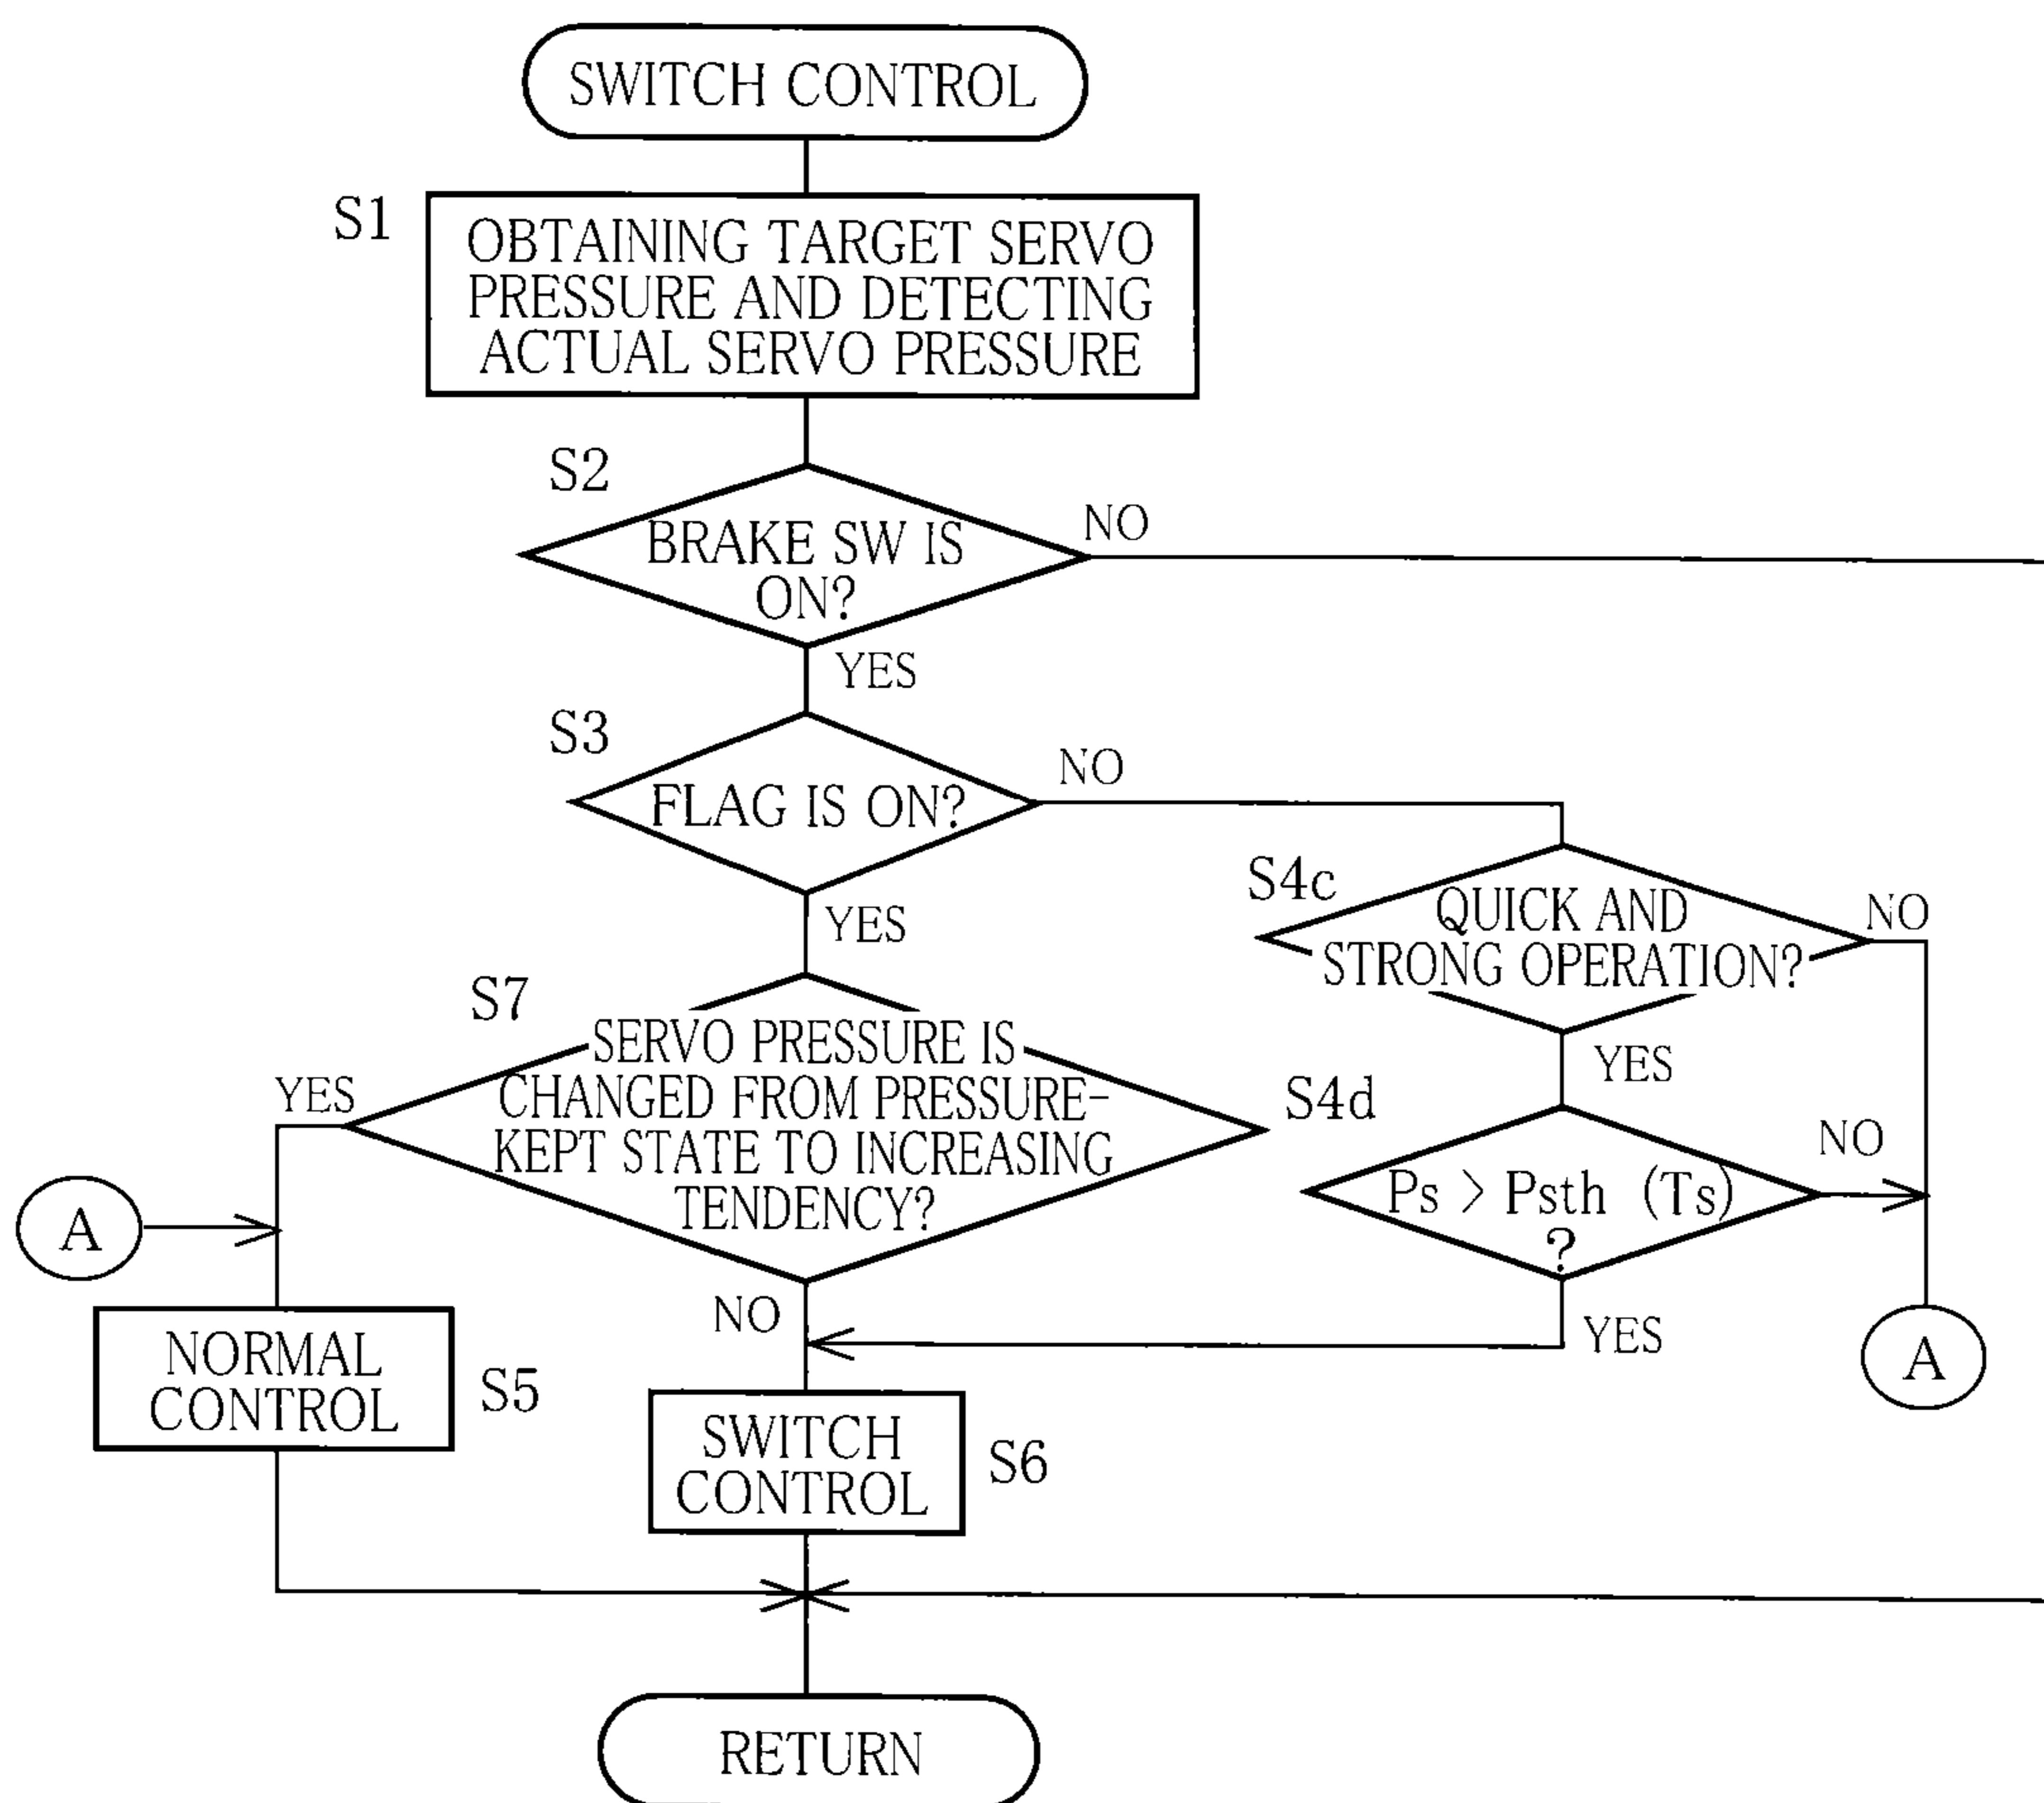 SWITCH CONTROL
S1
OBTAINING TARGET SERVO
PRESSURE AND DETECTING
ACTUAL SERVO PRESSURE
S2
BRAKE SW IS
ON?
NO
YES
S3
FLAG IS ON?
NO
YES
S4c
QUICK AND
STRONG OPERATION?
NO
YES
S7
SERVO PRESSURE IS
CHANGED FROM PRESSURE-
KEPT STATE TO INCREASING
TENDENCY?
YES
NO
S4d
Ps > Psth (Ts)
?
NO
YES
A
A
NORMAL
CONTROL
S5
SWITCH
CONTROL
S6
RETURN